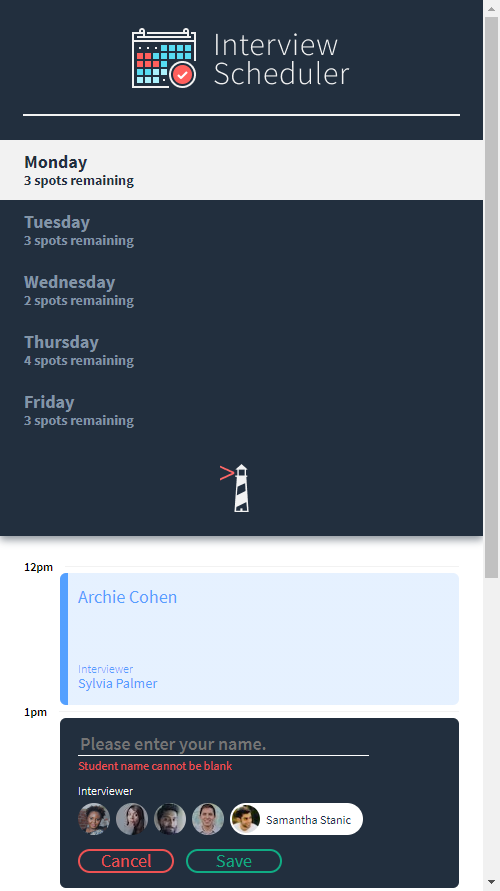 Interview
Scheduler
Monday
3 spots remaining
Tuesday
3 spots remaining
Wednesday
2 spots remaining
Thursday
4 spots remaining
Friday
3 spots remaining
12pm
Archie Cohen
Interviewer
Sylvia Palmer
1pm
Please enter your name.
Student name cannot be blank
Interviewer
Samantha Stanic
Cancel Save